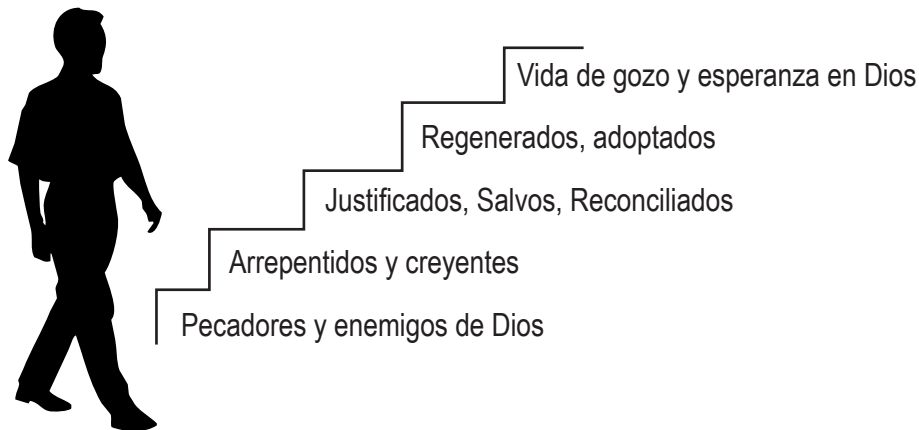 Vida de gozo y esperanza en Dios
Regenerados, adoptados
Justificados, Salvos, Reconciliados
Arrepentidos y creyentes
Pecadores y enemigos de Dios